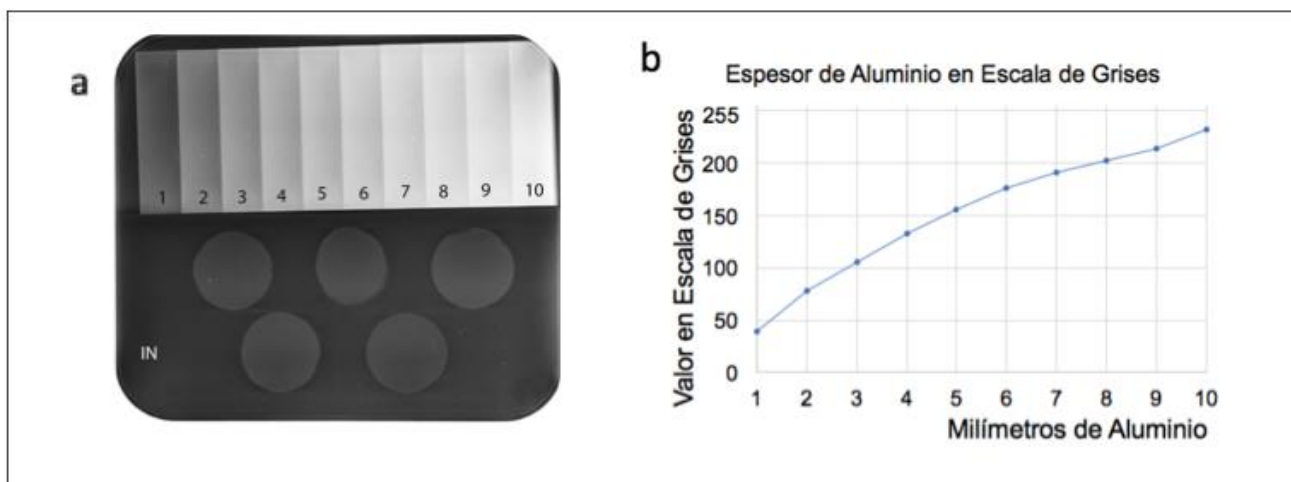 a
1 2 3 4 5 6 7 8 9 10
IN
b
Espesor de Aluminio en Escala de Grises
Valor en Escala de Grises
255
200
150
100
50
0
1 2 3 4 5 6 7 8 9 10
Milímetros de Aluminio